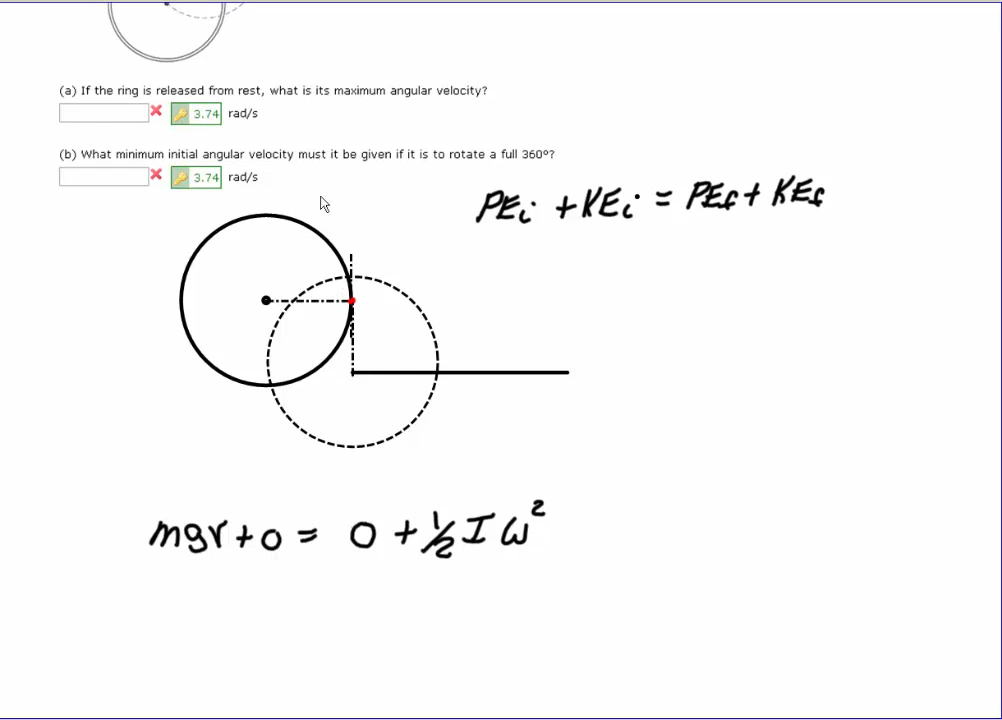 (a) If the ring is released from rest, what is its maximum angular velocity?
3.74 rad/s
(b) What minimum initial angular velocity must it be given if it is to rotate a full 360°?
3.74 rad/s
PEi + KEi = PEf + KEf
mgr + 0 = 0 + 1/2 I ω²